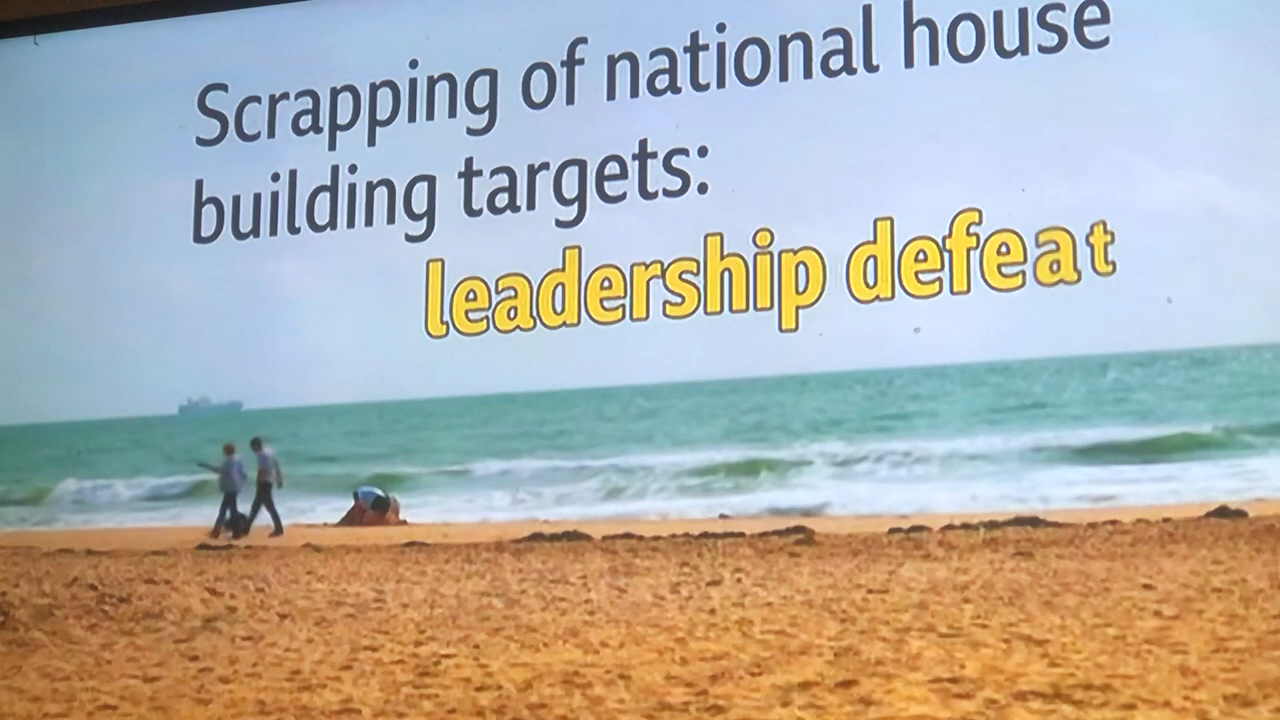 Scrapping of national house
building targets:
leadership defeat